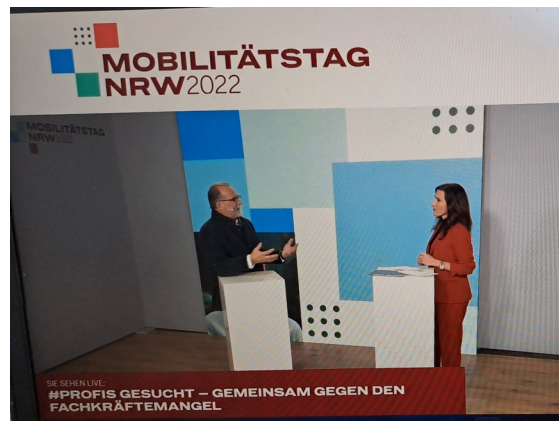 MOBILITÄTSTAG
NRW2022
MOBILITÄTSTAG
NRW2022
SIE SEHEN LIVE:
#PROFIS GESUCHT – GEMEINSAM GEGEN DEN
FACHKRÄFTEMANGEL